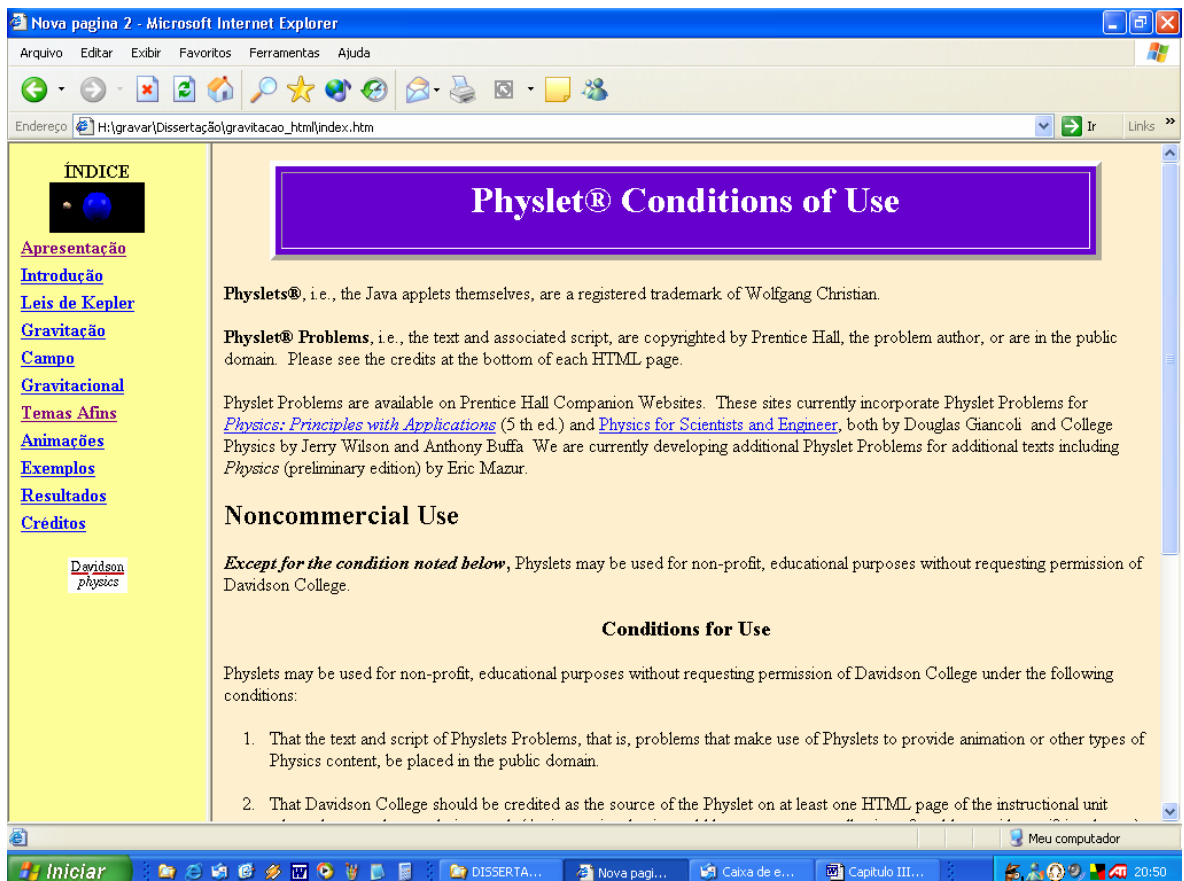 Nova pagina 2 - Microsoft Internet Explorer
Arquivo Editar Exibir Favoritos Ferramentas Ajuda
Endereço H:\gravar\Dissertação\gravitacao_html\index.htm Ir Links »
ÍNDICE
Apresentação
Introdução
Leis de Kepler
Gravitação
Campo
Gravitacional
Temas Afins
Animações
Exemplos
Resultados
Créditos
Davidson
physics
Physlet® Conditions of Use
Physlets®, i.e., the Java applets themselves, are a registered trademark of Wolfgang Christian.
Physlet® Problems, i.e., the text and associated script, are copyrighted by Prentice Hall, the problem author, or are in the public
domain. Please see the credits at the bottom of each HTML page.
Physlet Problems are available on Prentice Hall Companion Websites. These sites currently incorporate Physlet Problems for
Physics: Principles with Applications (5 th ed.) and Physics for Scientists and Engineer, both by Douglas Giancoli and College
Physics by Jerry Wilson and Anthony Buffa We are currently developing additional Physlet Problems for additional texts including
Physics (preliminary edition) by Eric Mazur.
Noncommercial Use
Except for the condition noted below, Physlets may be used for non-profit, educational purposes without requesting permission of
Davidson College.
Conditions for Use
Physlets may be used for non-profit, educational purposes without requesting permission of Davidson College under the following
conditions:
1. That the text and script of Physlets Problems, that is, problems that make use of Physlets to provide animation or other types of
Physics content, be placed in the public domain.
2. That Davidson College should be credited as the source of the Physlet on at least one HTML page of the instructional unit
Meu computador
Iniciar DISSERTA... Nova pagi... Caixa de e... Capitulo III... 20:50